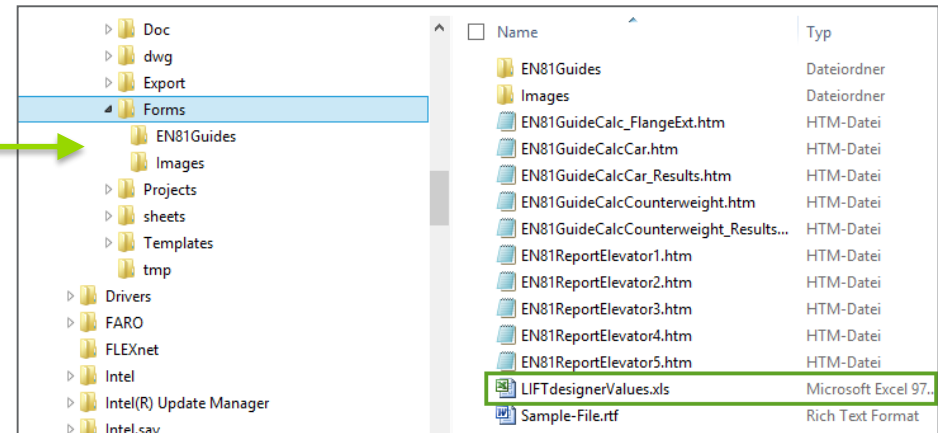 Doc
dwg
Export
Forms
EN81Guides
Images
Projects
sheets
Templates
tmp
Drivers
FARO
FLEXnet
Intel
Intel(R) Update Manager
Intel.sav
Name Typ
EN81Guides Dateiordner
Images Dateiordner
EN81GuideCalc_FlangeExt.htm HTM-Datei
EN81GuideCalcCar.htm HTM-Datei
EN81GuideCalcCar_Results.htm HTM-Datei
EN81GuideCalcCounterweight.htm HTM-Datei
EN81GuideCalcCounterweight_Results... HTM-Datei
EN81ReportElevator1.htm HTM-Datei
EN81ReportElevator2.htm HTM-Datei
EN81ReportElevator3.htm HTM-Datei
EN81ReportElevator4.htm HTM-Datei
EN81ReportElevator5.htm HTM-Datei
LIFTdesignerValues.xls Microsoft Excel 97...
Sample-File.rtf Rich Text Format